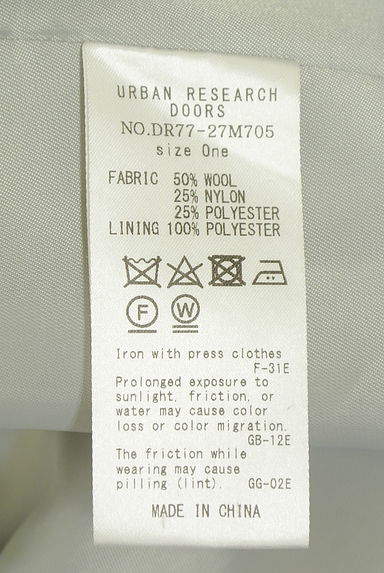 URBAN RESEARCH
DOORS
NO.DR77-27M705
size One
FABRIC 50% WOOL
25% NYLON
25% POLYESTER
LINING 100% POLYESTER
F W
Iron with press clothes
F-31E
Prolonged exposure to
sunlight, friction, or
water may cause color
loss or color migration.
GB-12E
The friction while
wearing may cause
pilling (lint). GG-02E
MADE IN CHINA